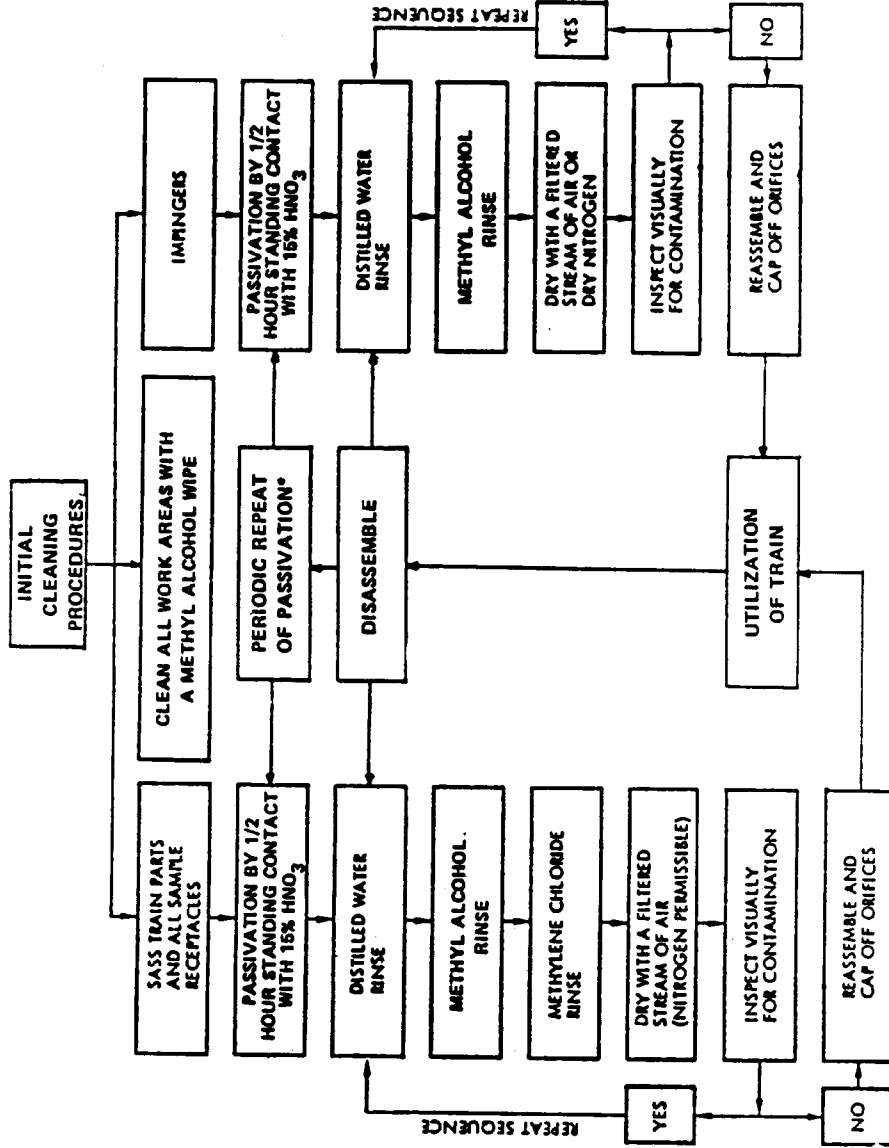 INITIAL
CLEANING
PROCEDURES.
SASS TRAIN PARTS
AND ALL SAMPLE
RECEPTACLES
CLEAN ALL WORK AREAS WITH
A METHYL ALCOHOL WIPE
IMPINGERS
PASSIVATION BY 1/2
HOUR STANDING CONTACT
WITH 15% HNO3
PERIODIC REPEAT
OF PASSIVATION*
PASSIVATION BY 1/2
HOUR STANDING CONTACT
WITH 15% HNO3
DISTILLED WATER
RINSE
DISASSEMBLE
DISTILLED WATER
RINSE
METHYL ALCOHOL.
RINSE
METHYL ALCOHOL
RINSE
METHYLENE CHLORIDE
RINSE
DRY WITH A FILTERED
STREAM OF AIR OR
DRY NITROGEN
DRY WITH A FILTERED
STREAM OF AIR
(NITROGEN PERMISSIBLE)
INSPECT VISUALLY
FOR CONTAMINATION
INSPECT VISUALLY
FOR CONTAMINATION
REPEAT SEQUENCE
YES
NO
REPEAT SEQUENCE
YES
NO
REASSEMBLE AND
CAP OFF ORIFICES
UTILIZATION
OF TRAIN
REASSEMBLE AND
CAP OFF ORIFICES